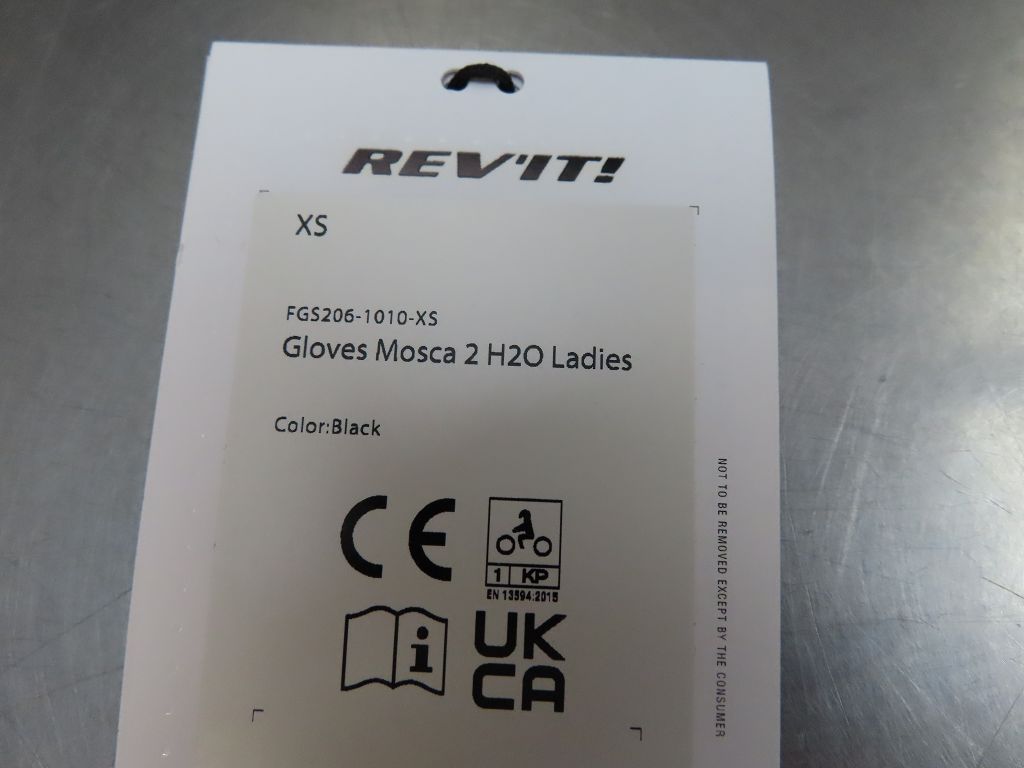 REV'IT!
XS
FGS206-1010-XS
Gloves Mosca 2 H2O Ladies
Color:Black
CE
1 KP
EN 13594:2015
i
UK
CA
NOT TO BE REMOVED EXCEPT BY THE CONSUMER